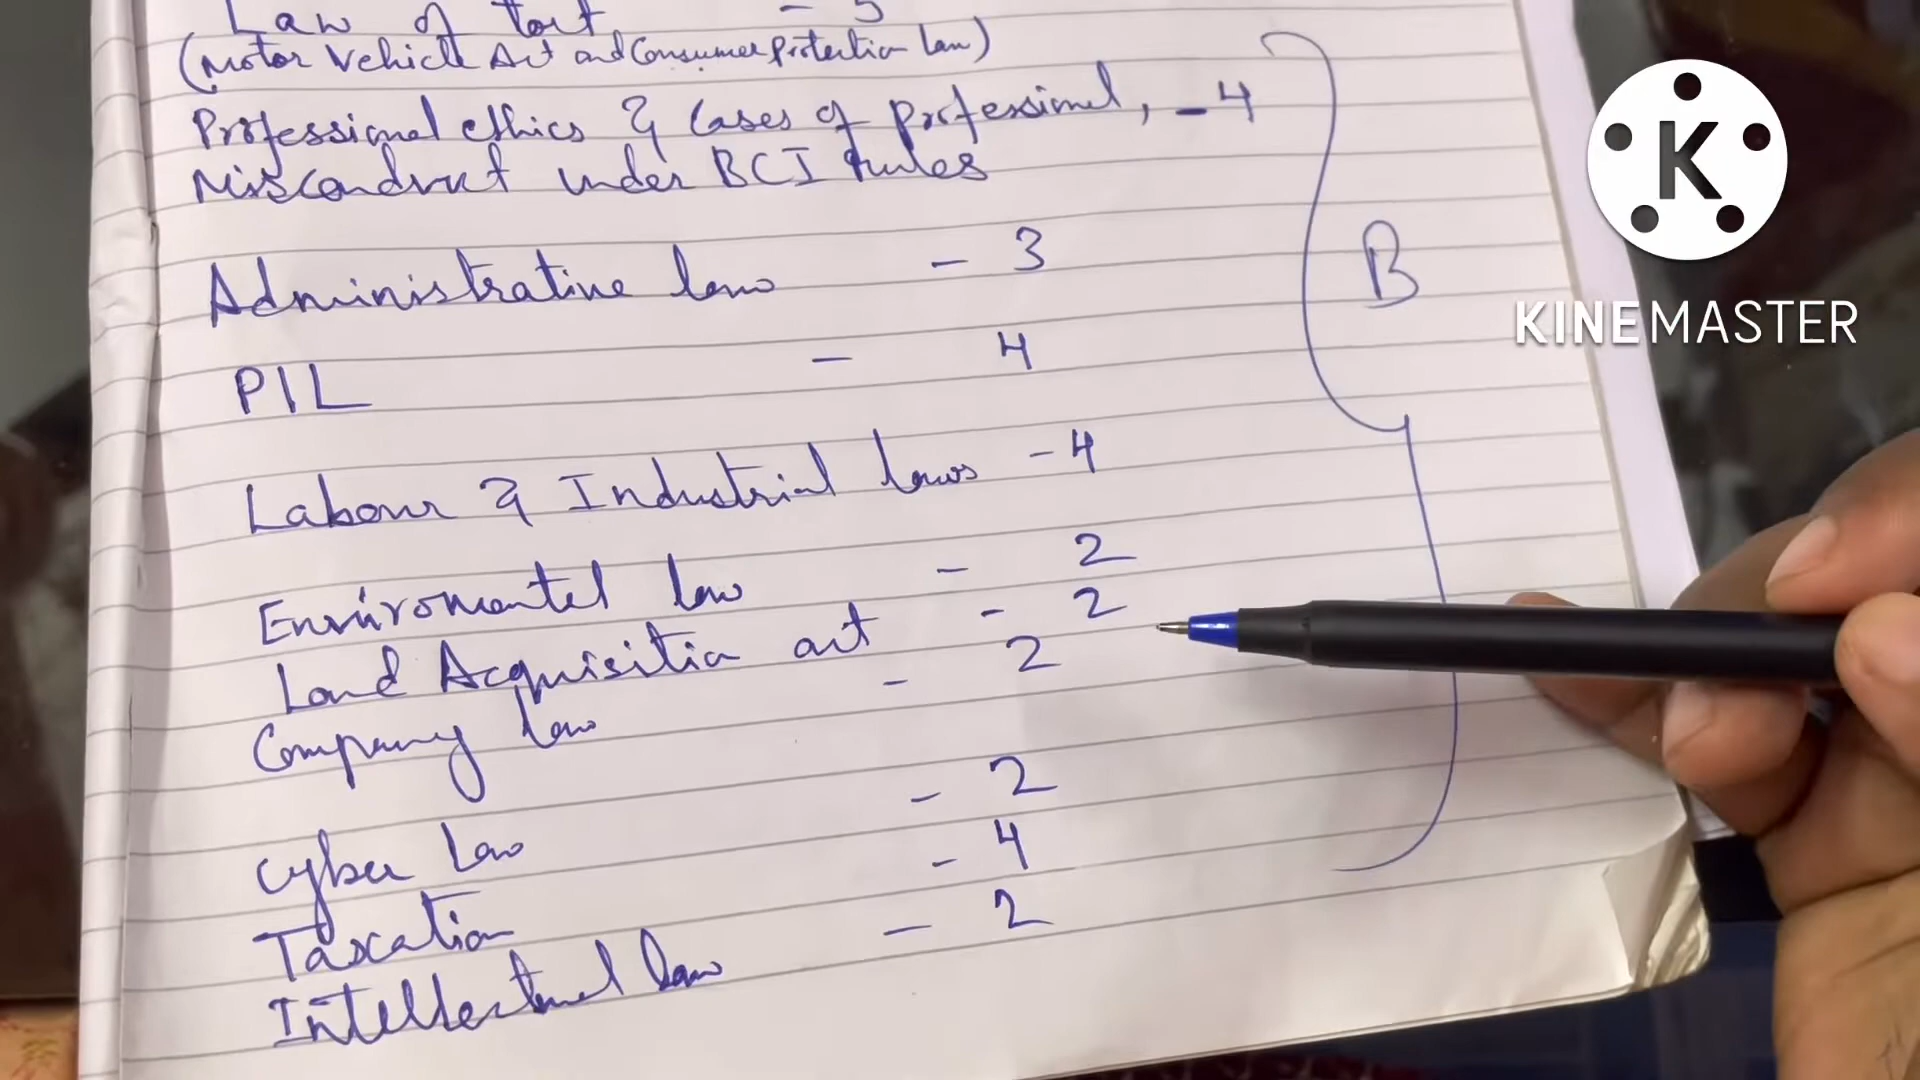 Law of tort - 5
(Motor Vehicle Act and Consumer Protection Law)
Professional ethics & Cases of professional, - 4
Misconduct under BCI rules
Administrative law - 3
PIL - 4
Labour & Industrial laws - 4
Enviromental law - 2
Land Acquisition act - 2
Company law - 2
Cyber Law - 2
Taxation - 4
Intellectual law - 2
B
K
KINEMASTER